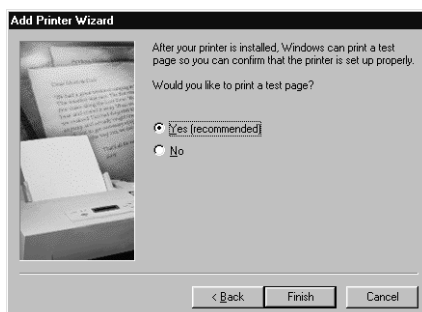 Add Printer Wizard
After your printer is installed, Windows can print a test
page so you can confirm that the printer is set up properly.
Would you like to print a test page?
Yes (recommended)
No
< Back
Finish
Cancel